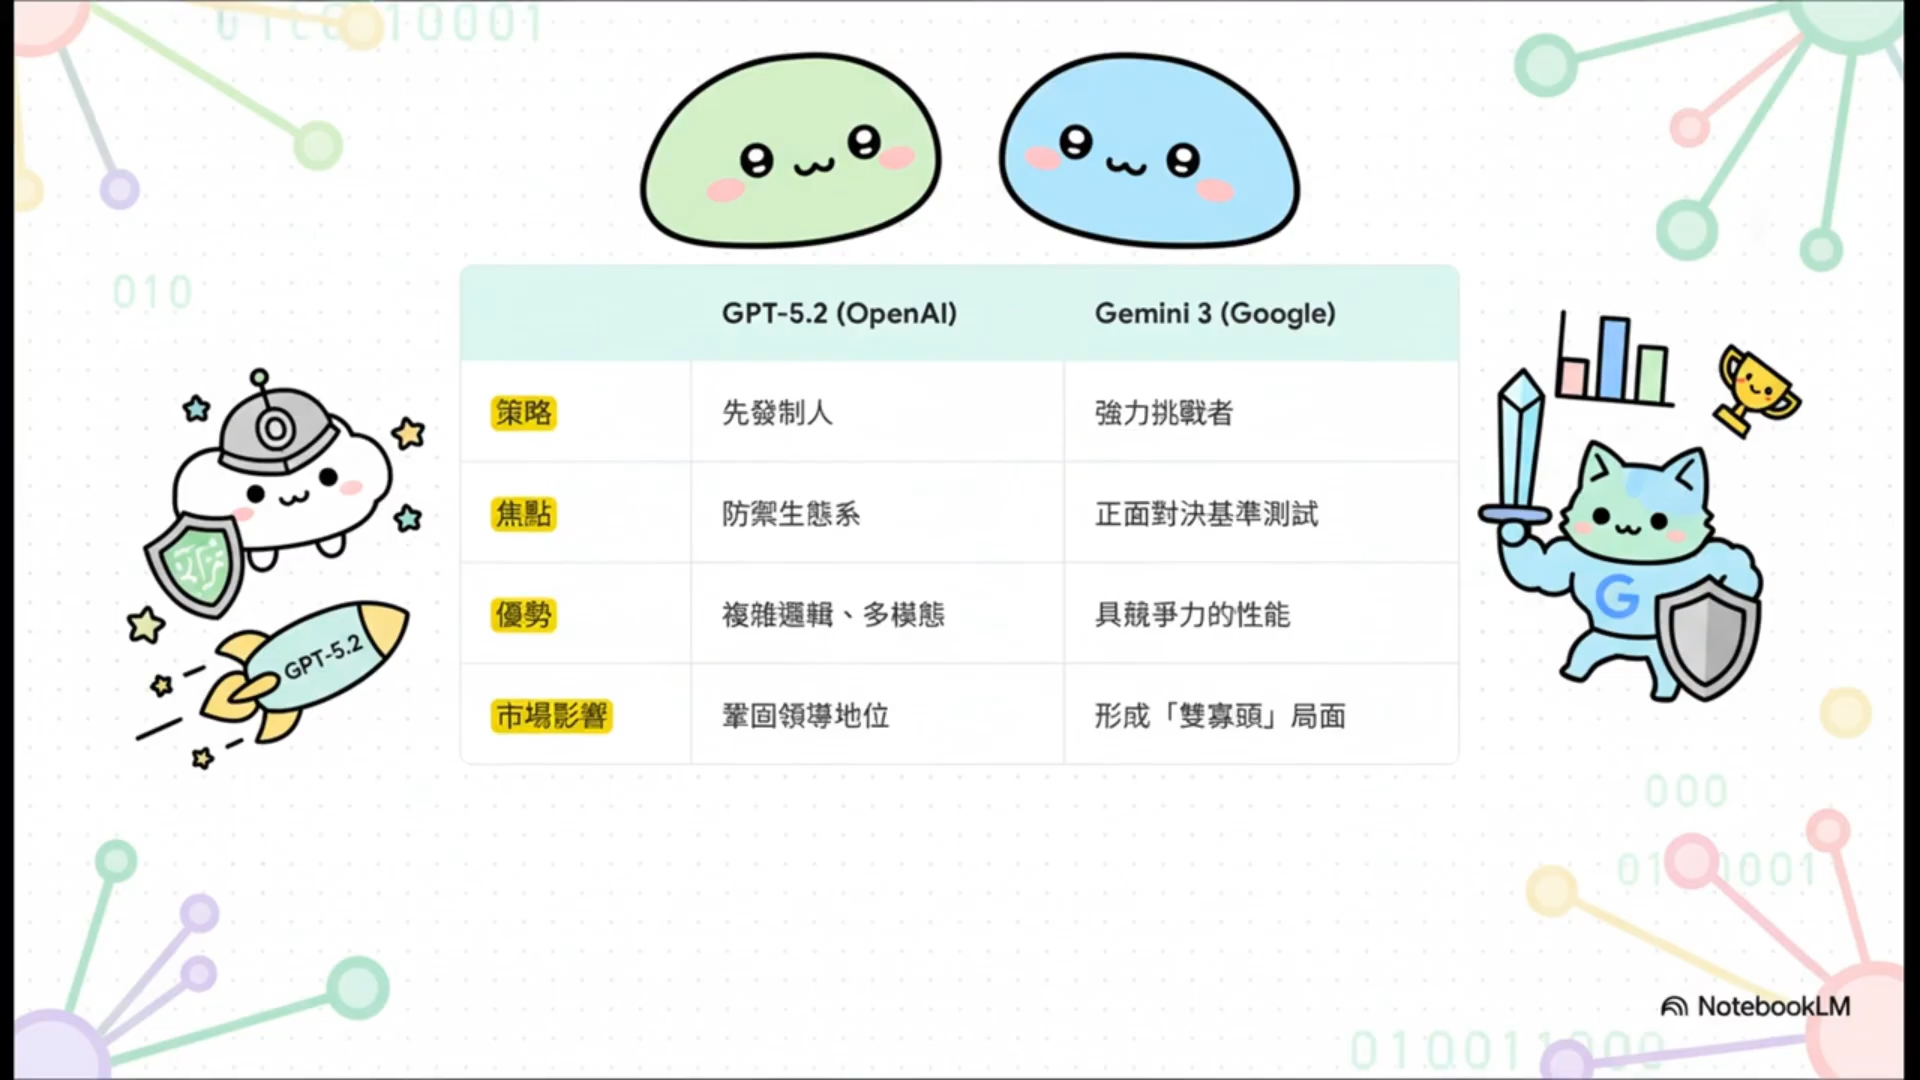 010
GPT-5.2 (OpenAI)
Gemini 3 (Google)
策略
先發制人
強力挑戰者
焦點
防禦生態系
正面對決基準測試
優勢
複雜邏輯、多模態
具競爭力的性能
市場影響
鞏固領導地位
形成「雙寡頭」局面
GPT-5.2
G
000
NotebookLM